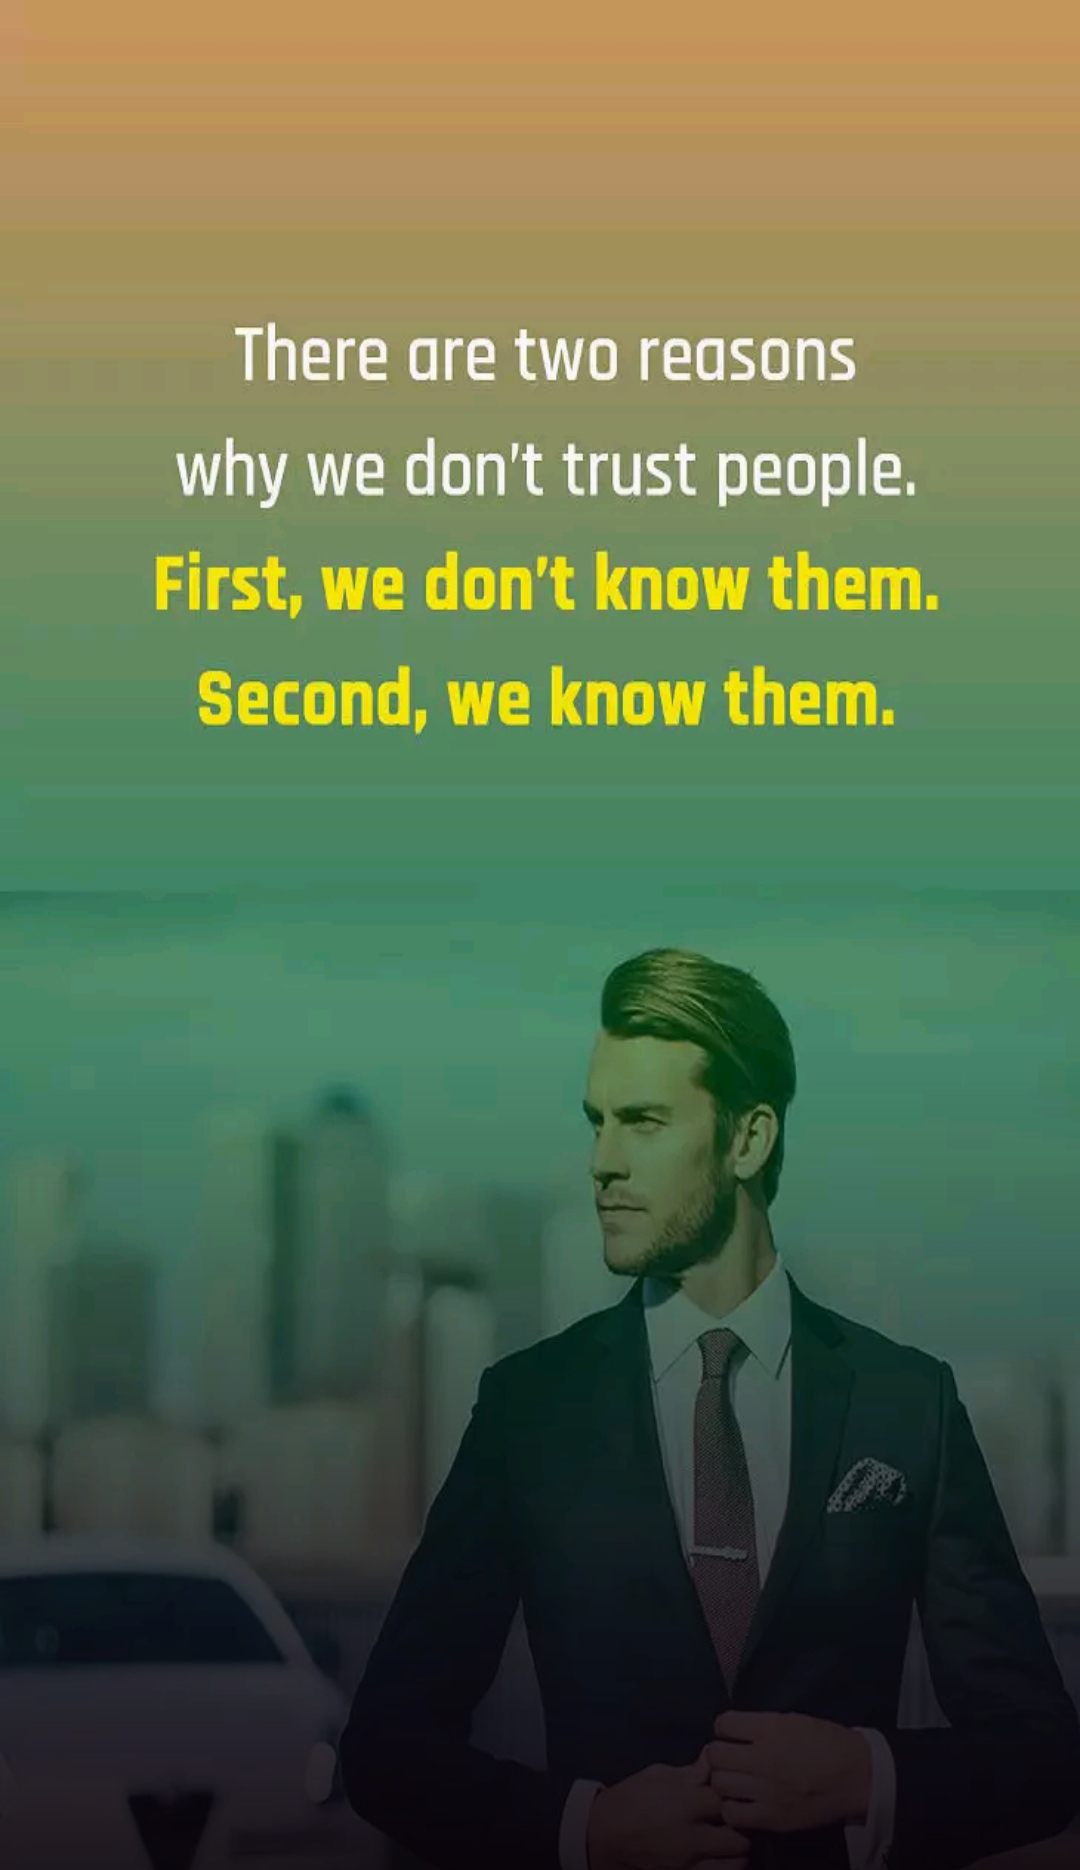 There are two reasons
why we don't trust people.
First, we don't know them.
Second, we know them.